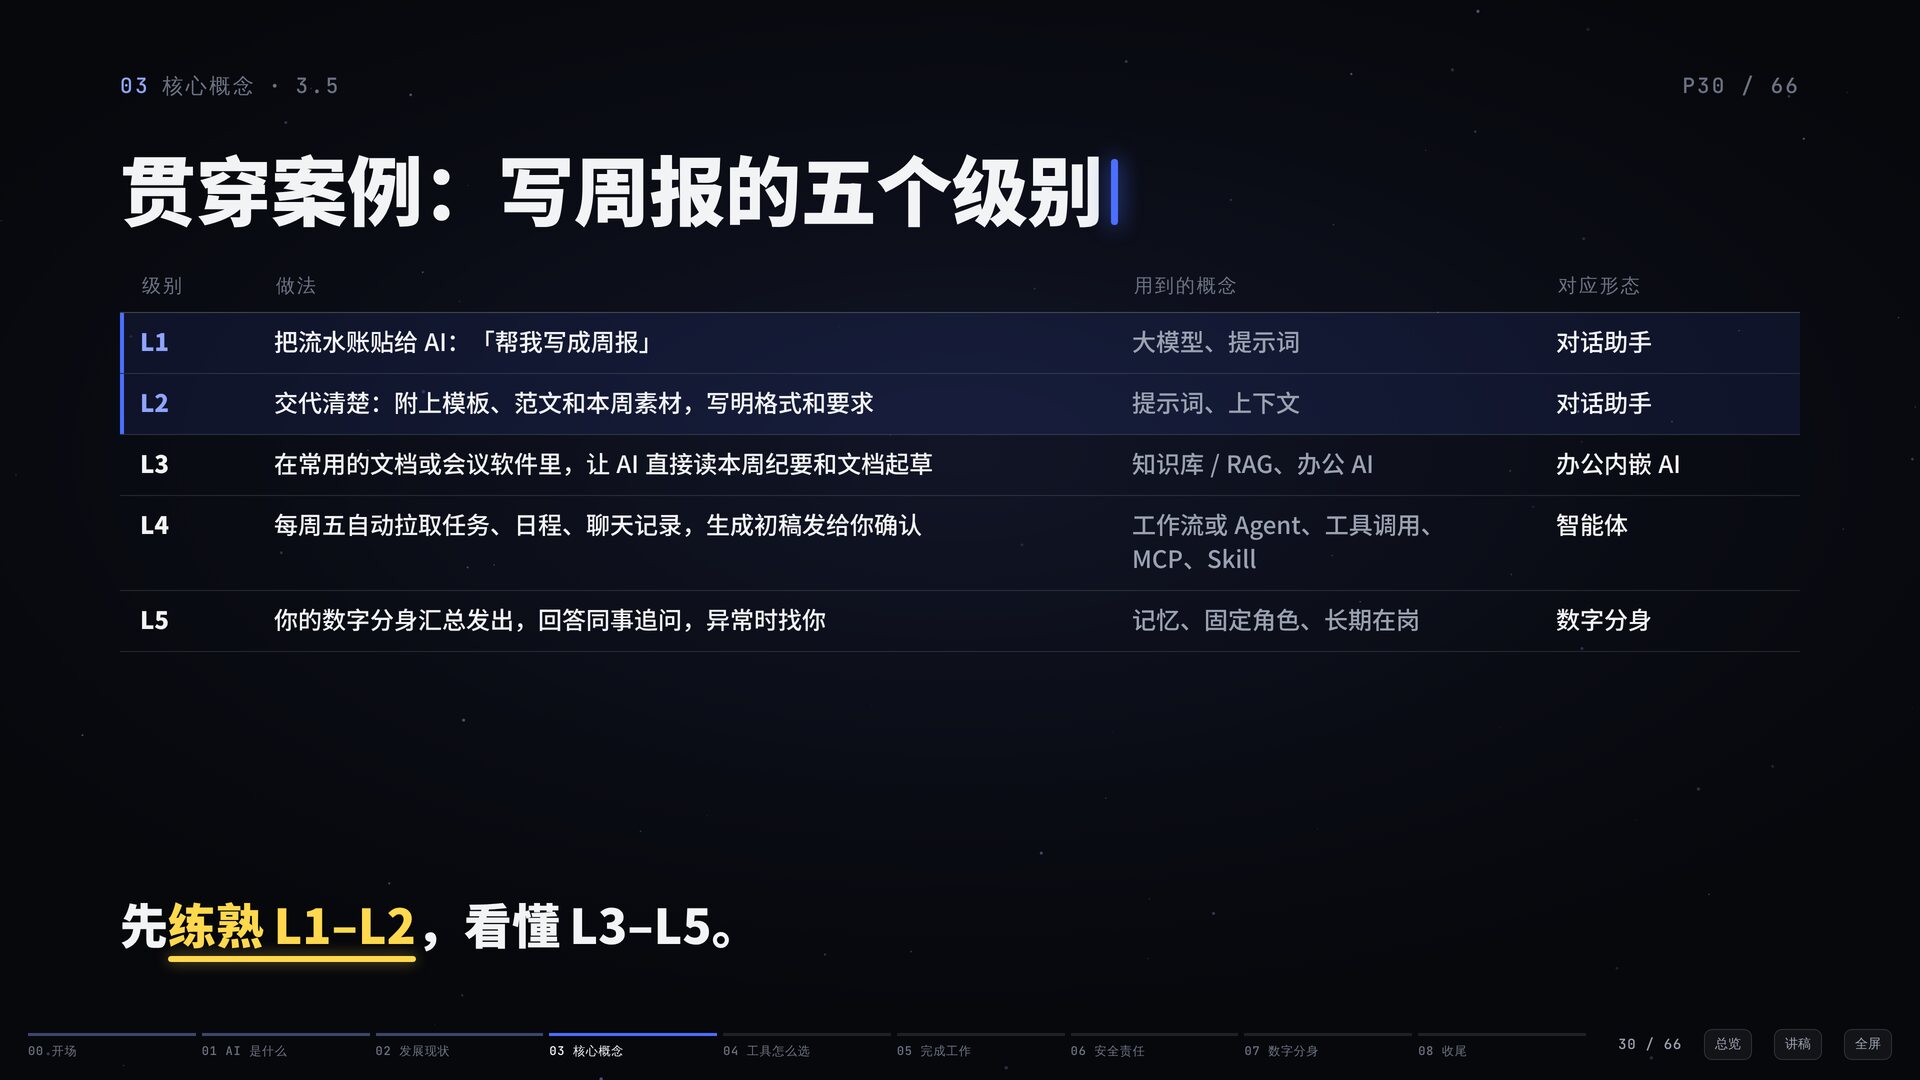 03 核心概念 · 3.5
P30 / 66
贯穿案例：写周报的五个级别
级别 做法 用到的概念 对应形态
L1 把流水账贴给 AI：「帮我写成周报」 大模型、提示词 对话助手
L2 交代清楚：附上模板、范文和本周素材，写明格式和要求 提示词、上下文 对话助手
L3 在常用的文档或会议软件里，让 AI 直接读本周纪要和文档起草 知识库 / RAG、办公 AI 办公内嵌 AI
L4 每周五自动拉取任务、日程、聊天记录，生成初稿发给你确认 工作流或 Agent、工具调用、 智能体
MCP、Skill
L5 你的数字分身汇总发出，回答同事追问，异常时找你 记忆、固定角色、长期在岗 数字分身
先练熟 L1–L2，看懂 L3–L5。
00 开场 01 AI 是什么 02 发展现状 03 核心概念 04 工具怎么选 05 完成工作 06 安全责任 07 数字分身 08 收尾 30 / 66 总览 讲稿 全屏